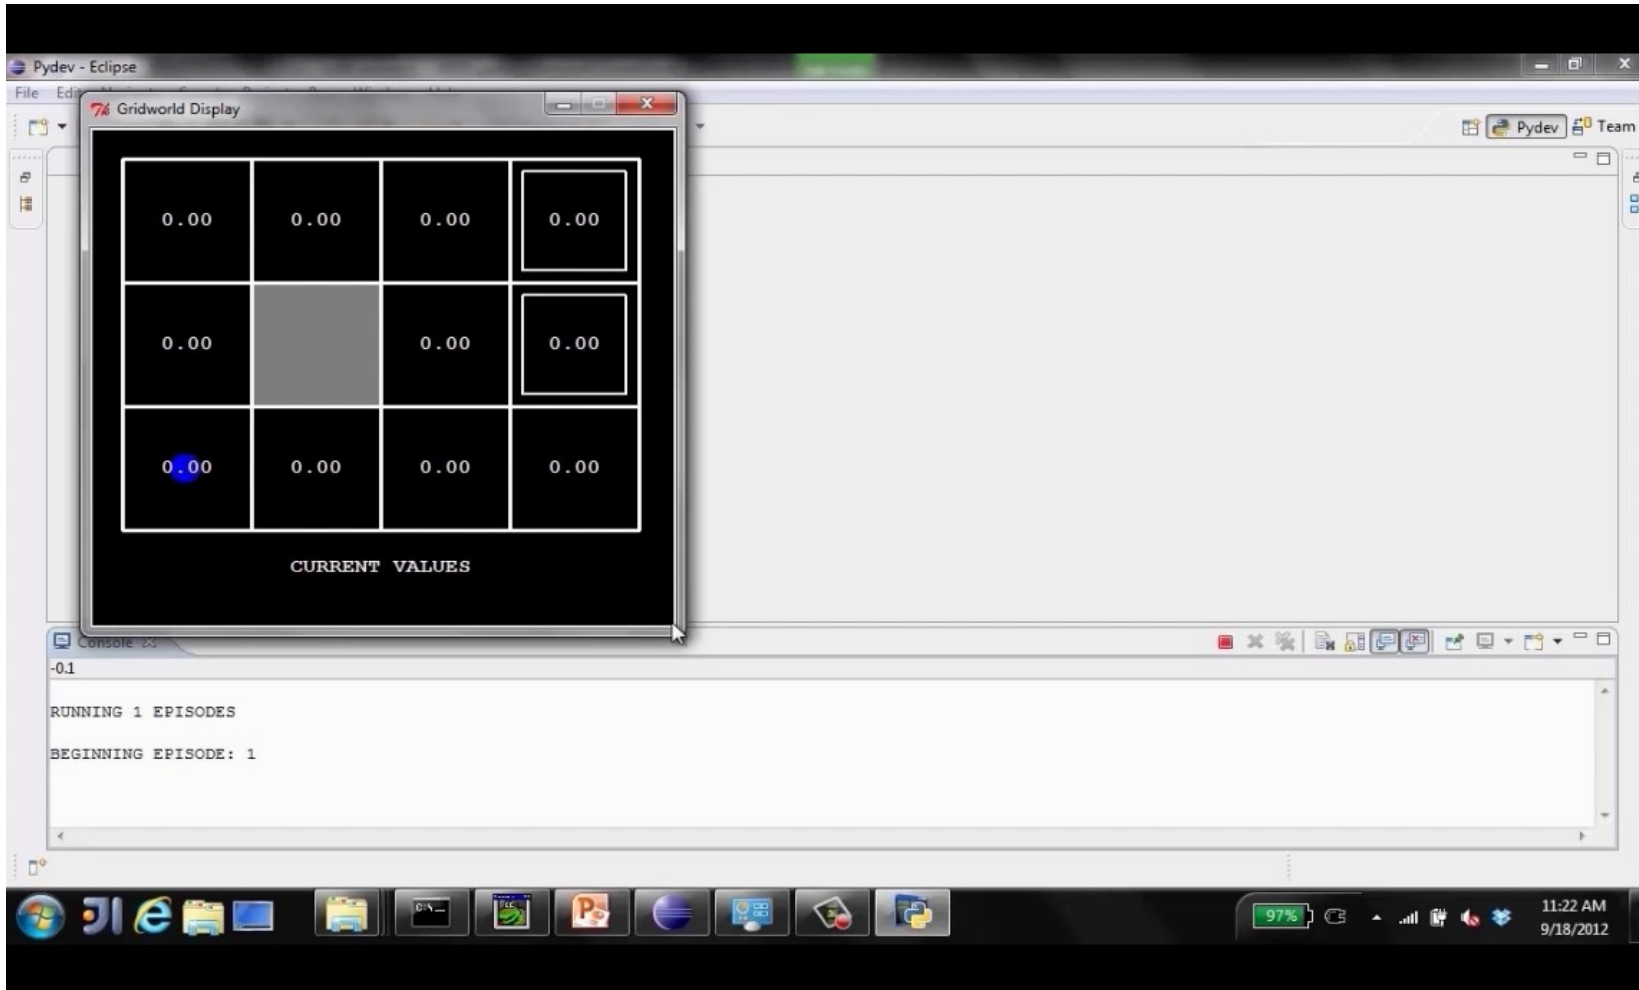 Pydev - Eclipse
File Edit
Gridworld Display
Pydev Team
0.00 0.00 0.00 0.00
0.00 0.00 0.00
0.00 0.00 0.00 0.00
CURRENT VALUES
Console
-0.1
RUNNING 1 EPISODES
BEGINNING EPISODE: 1
97%
11:22 AM
9/18/2012